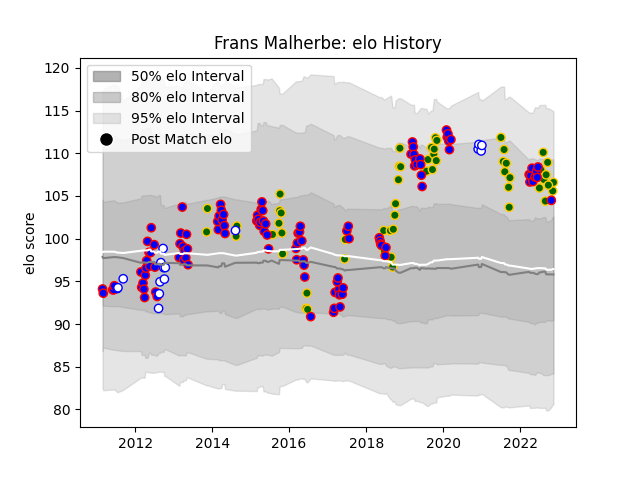 Frans Malherbe: elo History
50% elo Interval
80% elo Interval
95% elo Interval
Post Match elo
elo score
120
115
110
105
100
95
90
85
80
2012
2014
2016
2018
2020
2022